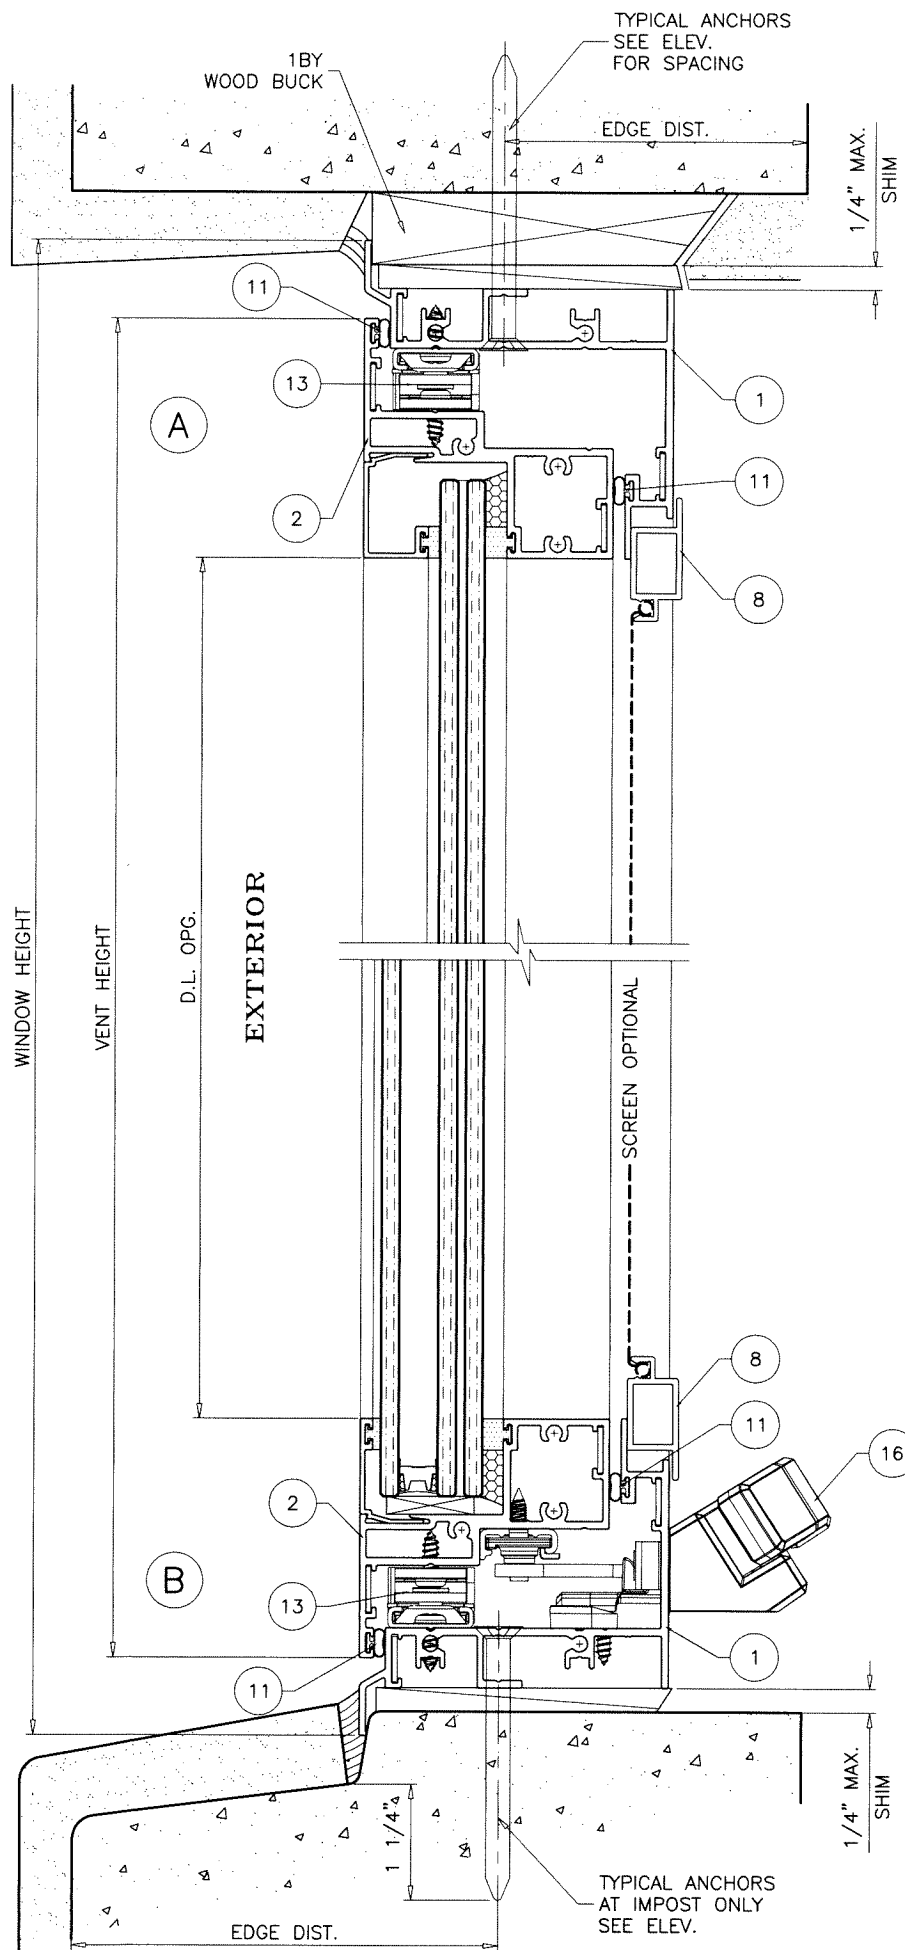 TYPICAL ANCHORS
SEE ELEV.
FOR SPACING
1BY
WOOD BUCK
EDGE DIST.
1/4" MAX.
SHIM
11
13
1
A
11
2
8
WINDOW HEIGHT
VENT HEIGHT
D.L. OPG.
EXTERIOR
SCREEN OPTIONAL
8
11
16
2
B
13
1
11
1/4" MAX.
SHIM
1 1/4"
TYPICAL ANCHORS
AT IMPOST ONLY
SEE ELEV.
EDGE DIST.